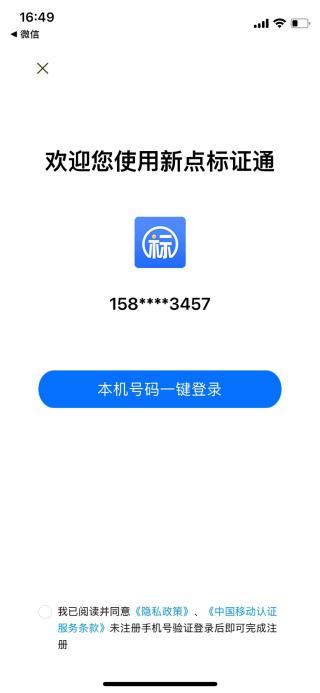 16:49
◀ 微信
欢迎您使用新点标证通
标
158****3457
本机号码一键登录
我已阅读并同意《隐私政策》、《中国移动认证
服务条款》未注册手机号验证登录后即可完成注
册